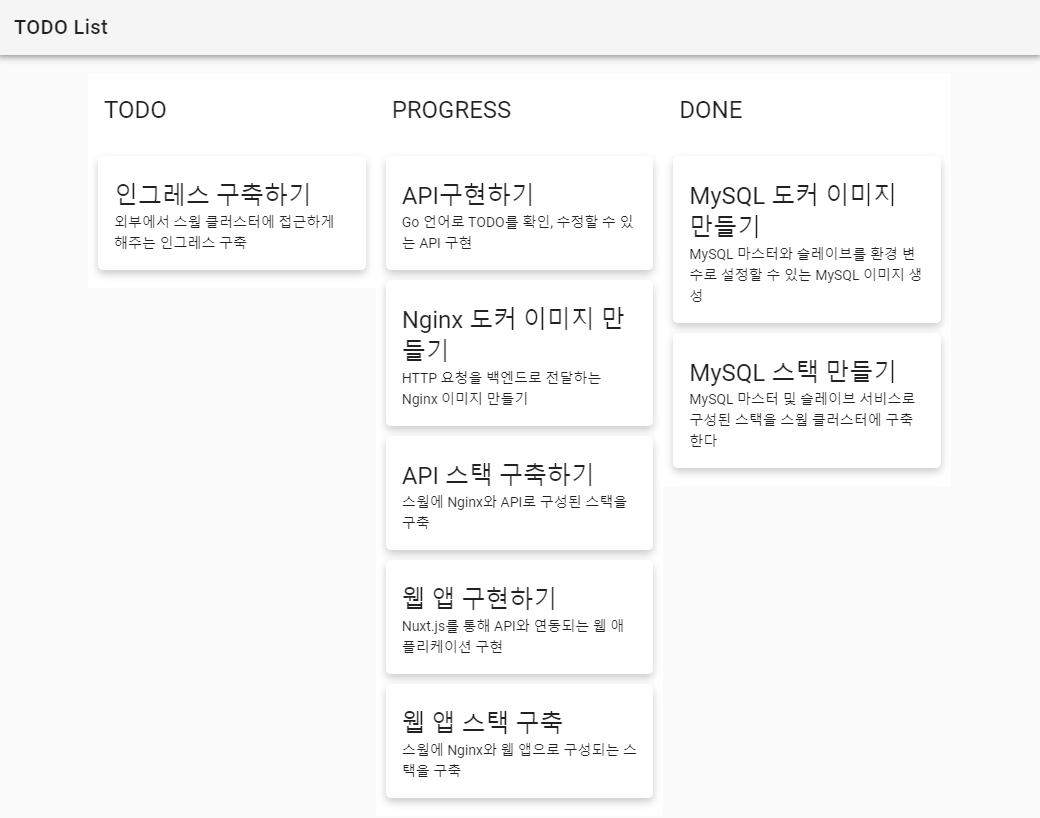 TODO List
TODO
인그레스 구축하기
외부에서 스웜 클러스터에 접근하게
해주는 인그레스 구축
PROGRESS
API구현하기
Go 언어로 TODO를 확인, 수정할 수 있
는 API 구현
Nginx 도커 이미지 만
들기
HTTP 요청을 백엔드로 전달하는
Nginx 이미지 만들기
API 스택 구축하기
스웜에 Nginx와 API로 구성된 스택을
구축
웹 앱 구현하기
Nuxt.js를 통해 API와 연동되는 웹 애
플리케이션 구현
웹 앱 스택 구축
스웜에 Nginx와 웹 앱으로 구성되는 스
택을 구축
DONE
MySQL 도커 이미지
만들기
MySQL 마스터와 슬레이브를 환경 변
수로 설정할 수 있는 MySQL 이미지 생
성
MySQL 스택 만들기
MySQL 마스터 및 슬레이브 서비스로
구성된 스택을 스웜 클러스터에 구축
한다